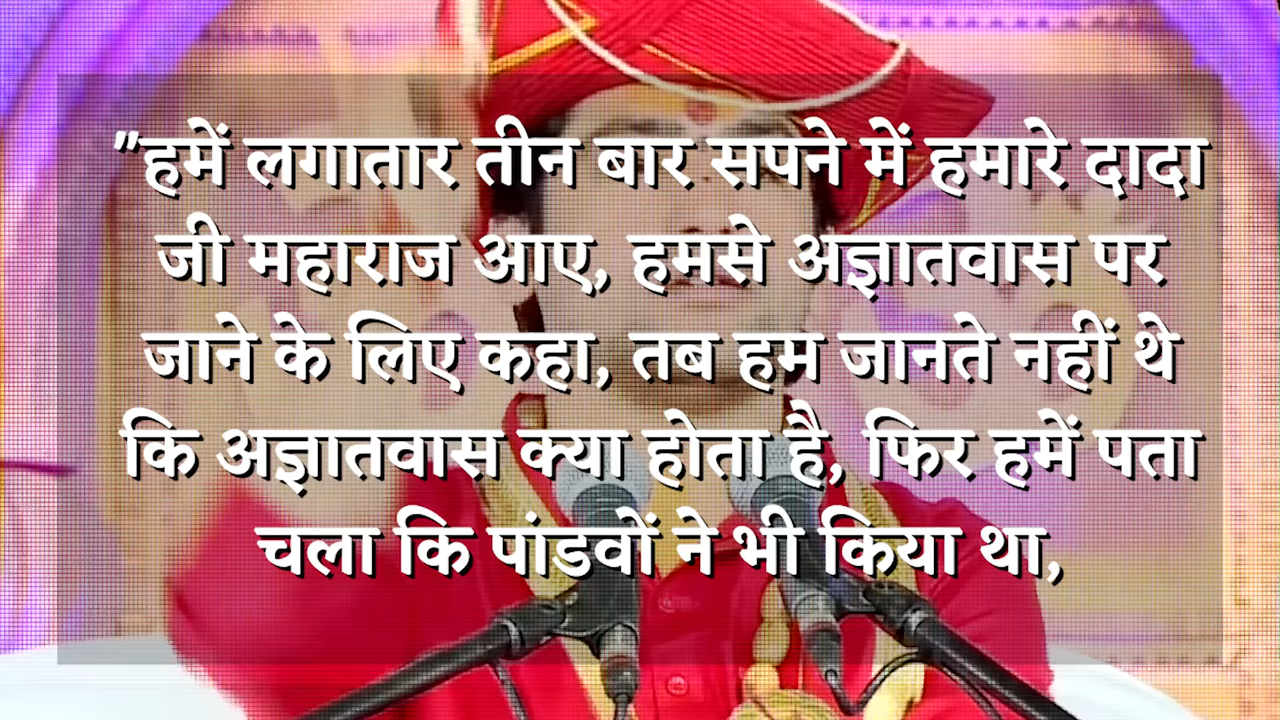 "हमें लगातार तीन बार सपने में हमारे दादा
जी महाराज आए, हमसे अज्ञातवास पर
जाने के लिए कहा, तब हम जानते नहीं थे
कि अज्ञातवास क्या होता है, फिर हमें पता
चला कि पांडवों ने भी किया था,